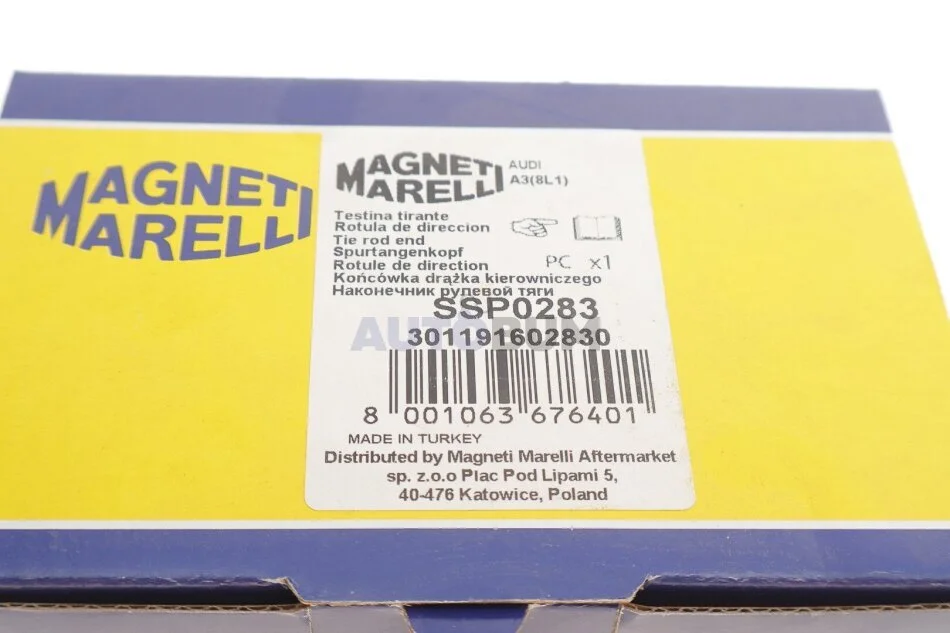 MAGNETI
MARELLI
MAGNETI
MARELLI
AUDI
A3(8L1)
Testina tirante
Rotula de direccion
Tie rod end
Spurtangenkopf
Rotule de direction
Końcówka drążka kierowniczego
Наконечник рулевой тяги
PC x1
SSP0283
AUTOBUM
301191602830
8 001063 676401
MADE IN TURKEY
Distributed by Magneti Marelli Aftermarket
sp. z.o.o Plac Pod Lipami 5,
40-476 Katowice, Poland